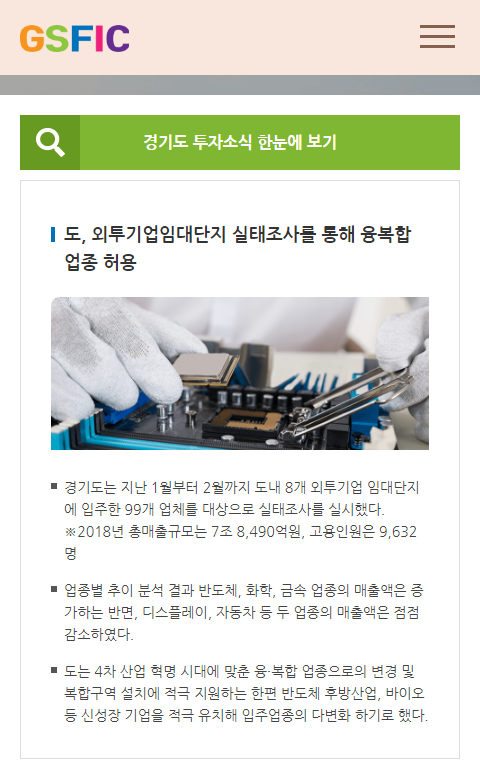 GSFIC
경기도 투자소식 한눈에 보기
도, 외투기업임대단지 실태조사를 통해 융복합
업종 허용
경기도는 지난 1월부터 2월까지 도내 8개 외투기업 임대단지
에 입주한 99개 업체를 대상으로 실태조사를 실시했다.
※2018년 총매출규모는 7조 8,490억원, 고용인원은 9,632
명
업종별 추이 분석 결과 반도체, 화학, 금속 업종의 매출액은 증
가하는 반면, 디스플레이, 자동차 등 두 업종의 매출액은 점점
감소하였다.
도는 4차 산업 혁명 시대에 맞춘 융·복합 업종으로의 변경 및
복합구역 설치에 적극 지원하는 한편 반도체 후방산업, 바이오
등 신성장 기업을 적극 유치해 입주업종의 다변화 하기로 했다.